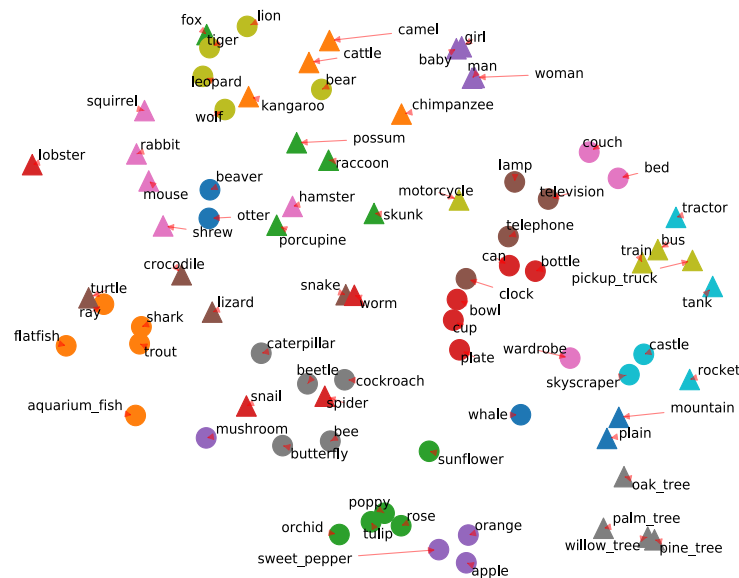 fox
lion
tiger
camel
girl
baby
cattle
man
woman
leopard
bear
squirrel
wolf
kangaroo
chimpanzee
possum
couch
lobster
rabbit
raccoon
lamp
bed
beaver
mouse
hamster
motorcycle
television
otter
skunk
tractor
shrew
porcupine
telephone
bus
train
can
bottle
crocodile
pickup_truck
turtle
snake
clock
tank
ray
lizard
worm
bowl
shark
cup
flatfish
trout
caterpillar
plate
wardrobe
castle
beetle
cockroach
skyscraper
rocket
aquarium_fish
snail
spider
whale
mountain
mushroom
bee
plain
butterfly
sunflower
oak_tree
poppy
orchid
tulip
rose
orange
palm_tree
sweet_pepper
willow_tree
pine_tree
apple